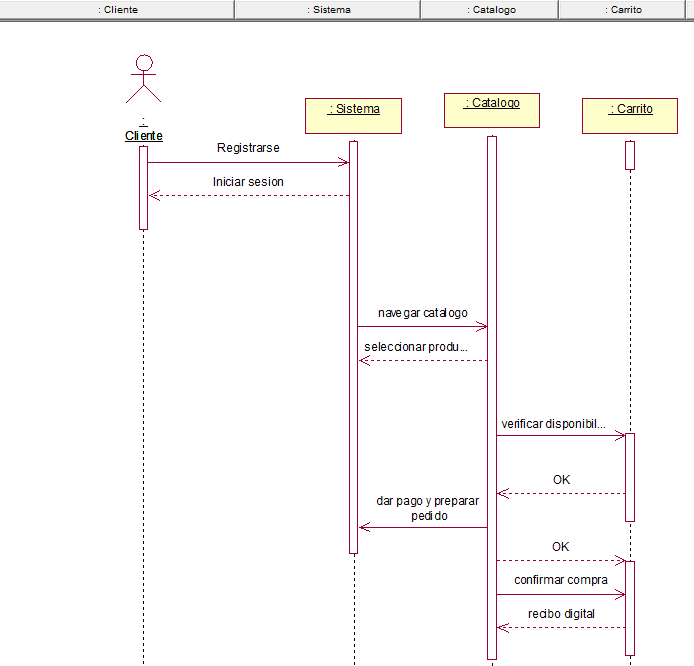 : Cliente
: Sistema
: Catalogo
: Carrito
:
Cliente
: Sistema
: Catalogo
: Carrito
Registrarse
Iniciar sesion
navegar catalogo
seleccionar produ...
verificar disponibil...
OK
dar pago y preparar
pedido
OK
confirmar compra
recibo digital